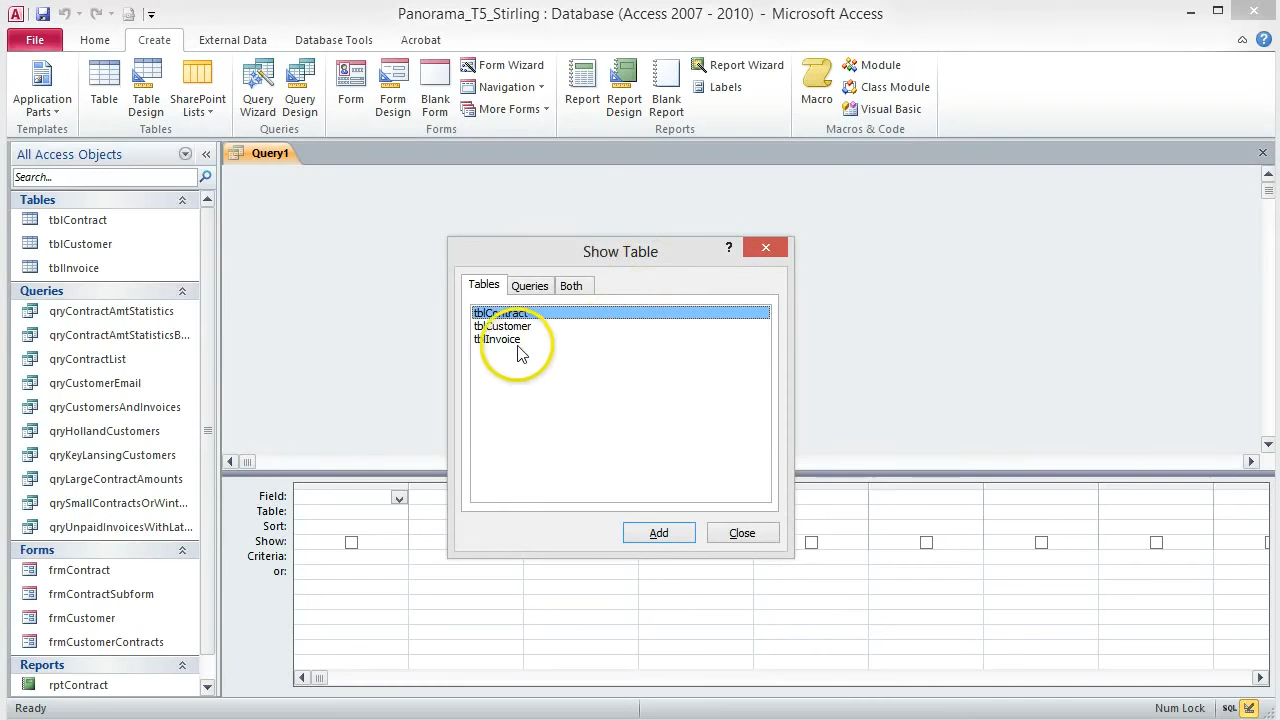 Panorama_T5_Stirling : Database (Access 2007 - 2010) - Microsoft Access
File Home Create External Data Database Tools Acrobat
Application Parts
Templates
Table
Table Design
SharePoint Lists
Tables
Query Wizard
Query Design
Queries
Form
Form Design
Blank Form
Form Wizard
Navigation
More Forms
Forms
Report
Report Design
Blank Report
Report Wizard
Labels
Reports
Macro
Module
Class Module
Visual Basic
Macros & Code
All Access Objects
Search...
Tables
tblContract
tblCustomer
tblInvoice
Queries
qryContractAmtStatistics
qryContractAmtStatisticsB...
qryContractList
qryCustomerEmail
qryCustomersAndInvoices
qryHollandCustomers
qryKeyLansingCustomers
qryLargeContractAmounts
qrySmallContractsOrWint...
qryUnpaidInvoicesWithLat...
Forms
frmContract
frmContractSubform
frmCustomer
frmCustomerContracts
Reports
rptContract
Query1
Show Table
?
Tables Queries Both
tblContract
tblCustomer
tblInvoice
Add Close
Field:
Table:
Sort:
Show:
Criteria:
or:
Ready
Num Lock
SQL